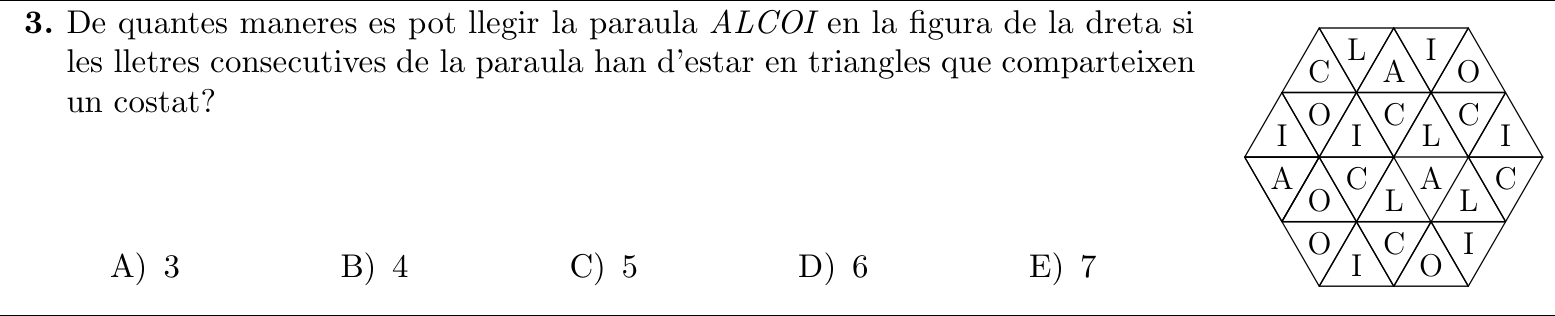 3. De quantes maneres es pot llegir la paraula ALCOI en la figura de la dreta si
les lletres consecutives de la paraula han d'estar en triangles que comparteixen
un costat?
A) 3 B) 4 C) 5 D) 6 E) 7
C L A I O
I O I C L C I
A O C L A L C
O I C O I